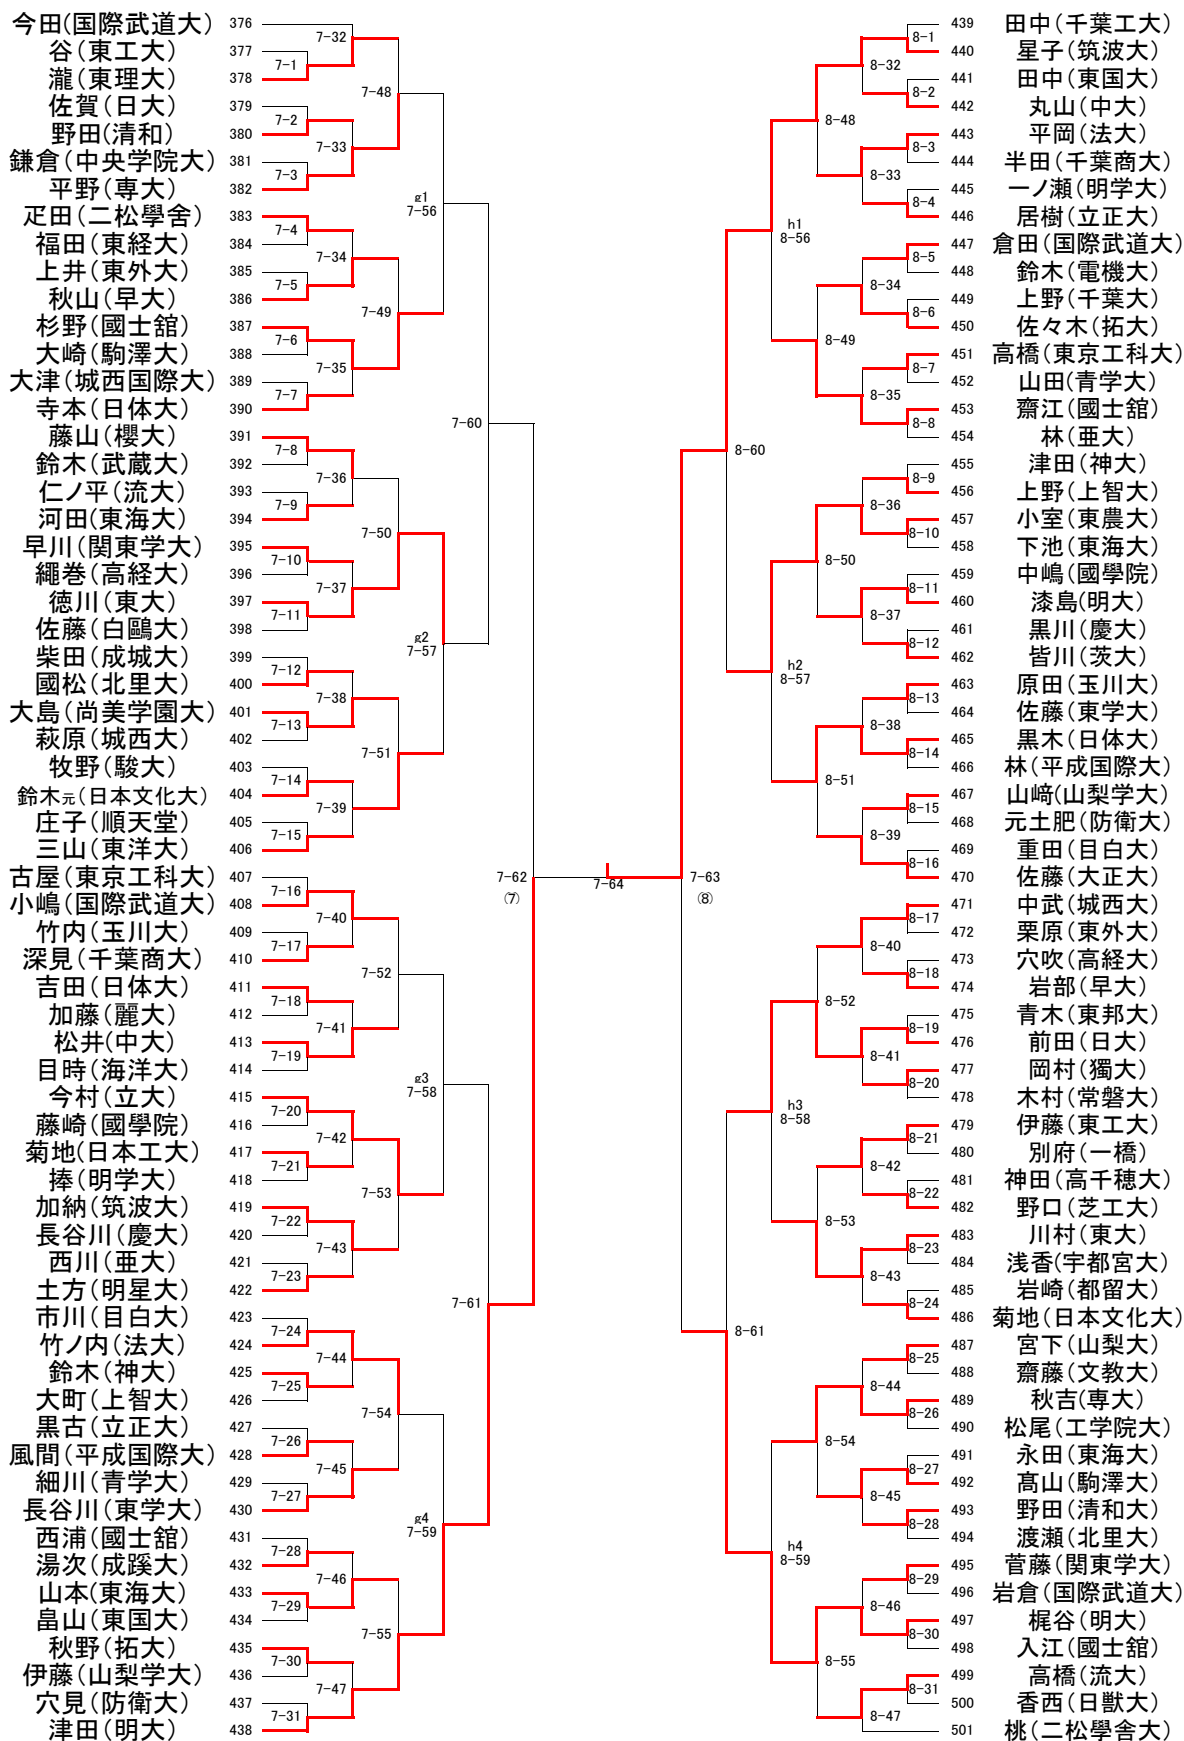 今田(国際武道大) 376
谷(東工大) 377
瀧(東理大) 378
佐賀(日大) 379
野田(清和) 380
鎌倉(中央学院大) 381
平野(専大) 382
疋田(二松學舎) 383
福田(東経大) 384
上井(東外大) 385
秋山(早大) 386
杉野(國士舘) 387
大崎(駒澤大) 388
大津(城西国際大) 389
寺本(日体大) 390
藤山(櫻大) 391
鈴木(武蔵大) 392
仁ノ平(流大) 393
河田(東海大) 394
早川(関東学大) 395
繩巻(高経大) 396
徳川(東大) 397
佐藤(白鷗大) 398
柴田(成城大) 399
國松(北里大) 400
大島(尚美学園大) 401
萩原(城西大) 402
牧野(駿大) 403
鈴木元(日本文化大) 404
庄子(順天堂) 405
三山(東洋大) 406
古屋(東京工科大) 407
小嶋(国際武道大) 408
竹内(玉川大) 409
深見(千葉商大) 410
吉田(日体大) 411
加藤(麗大) 412
松井(中大) 413
目時(海洋大) 414
今村(立大) 415
藤崎(國學院) 416
菊地(日本工大) 417
捧(明学大) 418
加納(筑波大) 419
長谷川(慶大) 420
西川(亜大) 421
土方(明星大) 422
市川(目白大) 423
竹ノ内(法大) 424
鈴木(神大) 425
大町(上智大) 426
黒古(立正大) 427
風間(平成国際大) 428
細川(青学大) 429
長谷川(東学大) 430
西浦(國士舘) 431
湯次(成蹊大) 432
山本(東海大) 433
畠山(東国大) 434
秋野(拓大) 435
伊藤(山梨学大) 436
穴見(防衛大) 437
津田(明大) 438
7-1
7-2
7-3
7-4
7-5
7-6
7-7
7-8
7-9
7-10
7-11
7-12
7-13
7-14
7-15
7-16
7-17
7-18
7-19
7-20
7-21
7-22
7-23
7-24
7-25
7-26
7-27
7-28
7-29
7-30
7-31
7-32
7-33
7-34
7-35
7-36
7-37
7-38
7-39
7-40
7-41
7-42
7-43
7-44
7-45
7-46
7-47
7-48
7-49
7-50
7-51
7-52
7-53
7-54
7-55
g1
7-56
g2
7-57
g3
7-58
g4
7-59
7-60
7-61
7-62
(7)
7-64
7-63
(8)
8-60
8-61
h1
8-56
h2
8-57
h3
8-58
h4
8-59
8-48
8-49
8-50
8-51
8-52
8-53
8-54
8-55
8-32
8-33
8-34
8-35
8-36
8-37
8-38
8-39
8-40
8-41
8-42
8-43
8-44
8-45
8-46
8-47
8-1
8-2
8-3
8-4
8-5
8-6
8-7
8-8
8-9
8-10
8-11
8-12
8-13
8-14
8-15
8-16
8-17
8-18
8-19
8-20
8-21
8-22
8-23
8-24
8-25
8-26
8-27
8-28
8-29
8-30
8-31
439 田中(千葉工大)
440 星子(筑波大)
441 田中(東国大)
442 丸山(中大)
443 平岡(法大)
444 半田(千葉商大)
445 一ノ瀬(明学大)
446 居樹(立正大)
447 倉田(国際武道大)
448 鈴木(電機大)
449 上野(千葉大)
450 佐々木(拓大)
451 高橋(東京工科大)
452 山田(青学大)
453 齋江(國士舘)
454 林(亜大)
455 津田(神大)
456 上野(上智大)
457 小室(東農大)
458 下池(東海大)
459 中嶋(國學院)
460 漆島(明大)
461 黒川(慶大)
462 皆川(茨大)
463 原田(玉川大)
464 佐藤(東学大)
465 黒木(日体大)
466 林(平成国際大)
467 山﨑(山梨学大)
468 元土肥(防衛大)
469 重田(目白大)
470 佐藤(大正大)
471 中武(城西大)
472 栗原(東外大)
473 穴吹(高経大)
474 岩部(早大)
475 青木(東邦大)
476 前田(日大)
477 岡村(獨大)
478 木村(常磐大)
479 伊藤(東工大)
480 別府(一橋)
481 神田(高千穂大)
482 野口(芝工大)
483 川村(東大)
484 浅香(宇都宮大)
485 岩崎(都留大)
486 菊地(日本文化大)
487 宮下(山梨大)
488 齋藤(文教大)
489 秋吉(専大)
490 松尾(工学院大)
491 永田(東海大)
492 髙山(駒澤大)
493 野田(清和大)
494 渡瀬(北里大)
495 菅藤(関東学大)
496 岩倉(国際武道大)
497 梶谷(明大)
498 入江(國士舘)
499 高橋(流大)
500 香西(日獣大)
501 桃(二松學舎大)